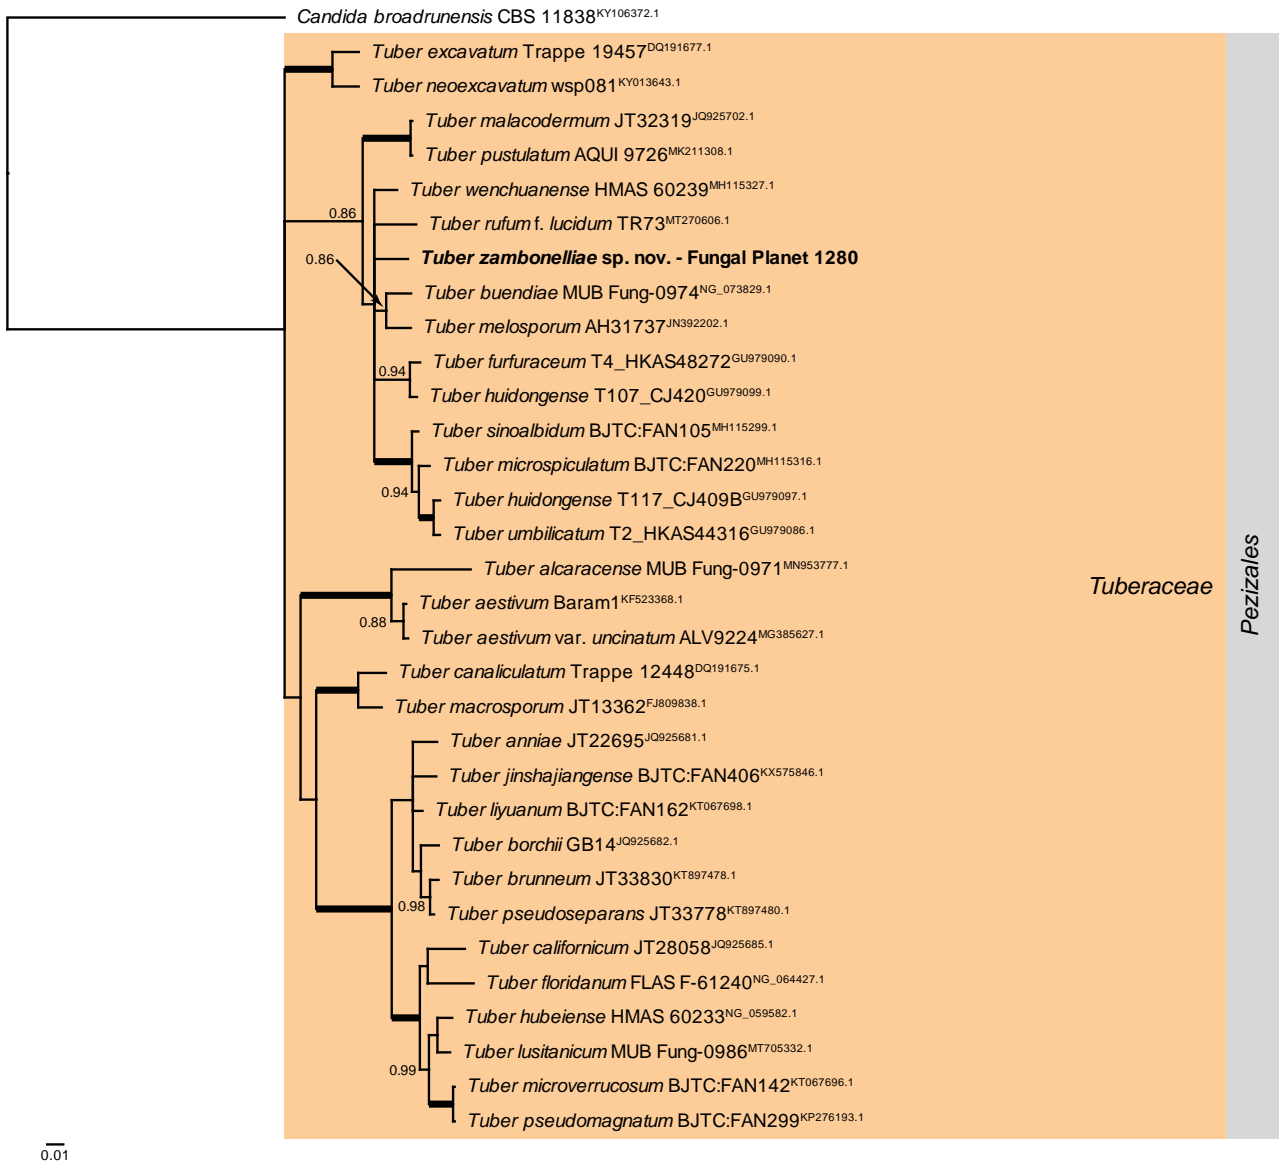 Candida broadrunensis CBS 11838KY106372.1
Tuber excavatum Trappe 19457DQ191677.1
Tuber neoexcavatum wsp081KY013643.1
Tuber malacodermum JT32319JQ925702.1
Tuber pustulatum AQUI 9726MK211308.1
Tuber wenchuanense HMAS 60239MH115327.1
0.86
Tuber rufum f. lucidum TR73MT270606.1
0.86
Tuber zambonelliae sp. nov. - Fungal Planet 1280
Tuber buendiae MUB Fung-0974NG_073829.1
Tuber melosporum AH31737JN392202.1
Tuber furfuraceum T4_HKAS48272GU979090.1
0.94
Tuber huidongense T107_CJ420GU979099.1
Tuber sinoalbidum BJTC:FAN105MH115299.1
Tuber microspiculatum BJTC:FAN220MH115316.1
0.94
Tuber huidongense T117_CJ409BGU979097.1
Tuber umbilicatum T2_HKAS44316GU979086.1
Tuber alcaracense MUB Fung-0971MN953777.1
Tuberaceae
Pezizales
Tuber aestivum Baram1KF523368.1
0.88
Tuber aestivum var. uncinatum ALV9224MG385627.1
Tuber canaliculatum Trappe 12448DQ191675.1
Tuber macrosporum JT13362FJ809838.1
Tuber anniae JT22695JQ925681.1
Tuber jinshajiangense BJTC:FAN406KX575846.1
Tuber liyuanum BJTC:FAN162KT067698.1
Tuber borchii GB14JQ925682.1
Tuber brunneum JT33830KT897478.1
0.98
Tuber pseudoseparans JT33778KT897480.1
Tuber californicum JT28058JQ925685.1
Tuber floridanum FLAS F-61240NG_064427.1
Tuber hubeiense HMAS 60233NG_059582.1
Tuber lusitanicum MUB Fung-0986MT705332.1
0.99
Tuber microverrucosum BJTC:FAN142KT067696.1
Tuber pseudomagnatum BJTC:FAN299KP276193.1
0.01